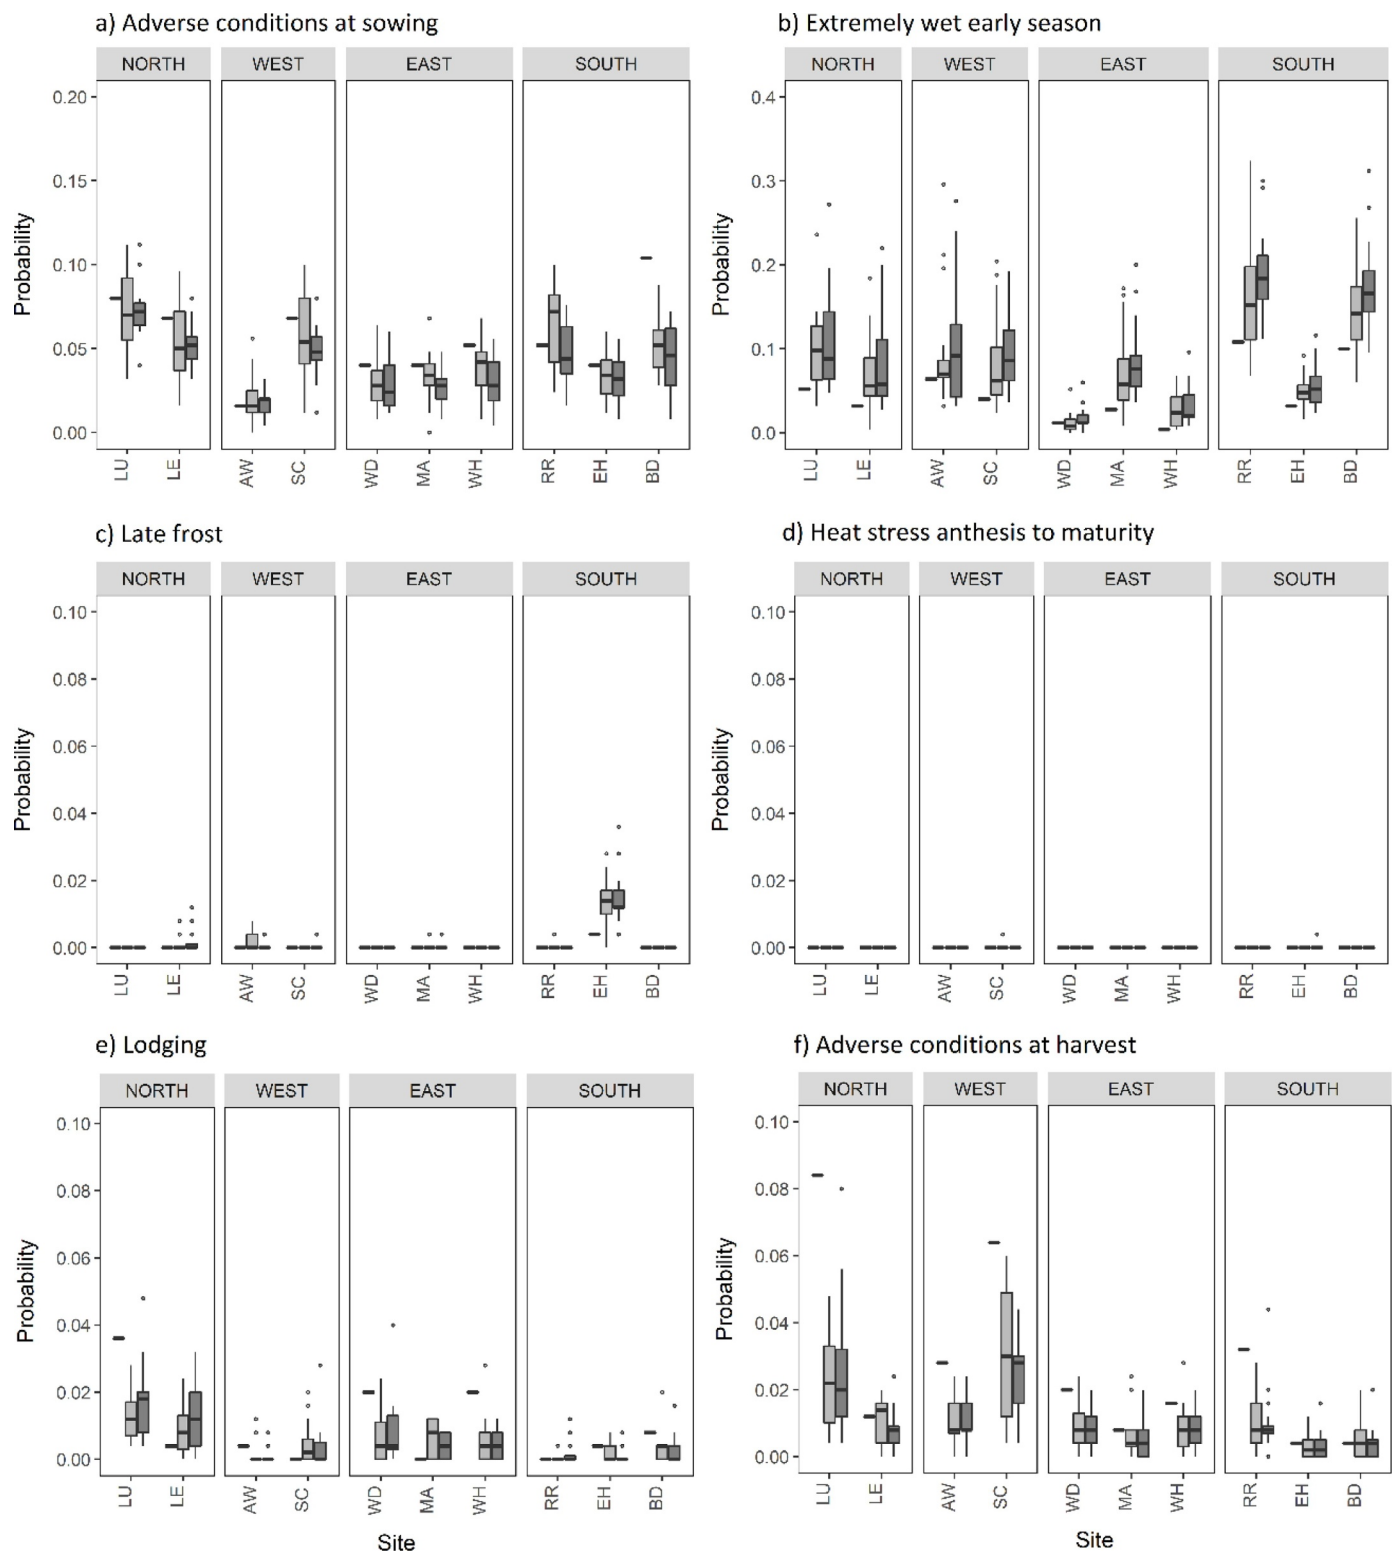 a) Adverse conditions at sowing
NORTH WEST EAST SOUTH
0.20
0.15
0.10
0.05
0.00
Probability
LU LE AW SC WD MA WH RR EH BD
b) Extremely wet early season
NORTH WEST EAST SOUTH
0.4
0.3
0.2
0.1
0.0
Probability
LU LE AW SC WD MA WH RR EH BD
c) Late frost
NORTH WEST EAST SOUTH
0.10
0.08
0.06
0.04
0.02
0.00
Probability
LU LE AW SC WD MA WH RR EH BD
d) Heat stress anthesis to maturity
NORTH WEST EAST SOUTH
0.10
0.08
0.06
0.04
0.02
0.00
Probability
LU LE AW SC WD MA WH RR EH BD
e) Lodging
NORTH WEST EAST SOUTH
0.10
0.08
0.06
0.04
0.02
0.00
Probability
LU LE AW SC WD MA WH RR EH BD
Site
f) Adverse conditions at harvest
NORTH WEST EAST SOUTH
0.10
0.08
0.06
0.04
0.02
0.00
Probability
LU LE AW SC WD MA WH RR EH BD
Site